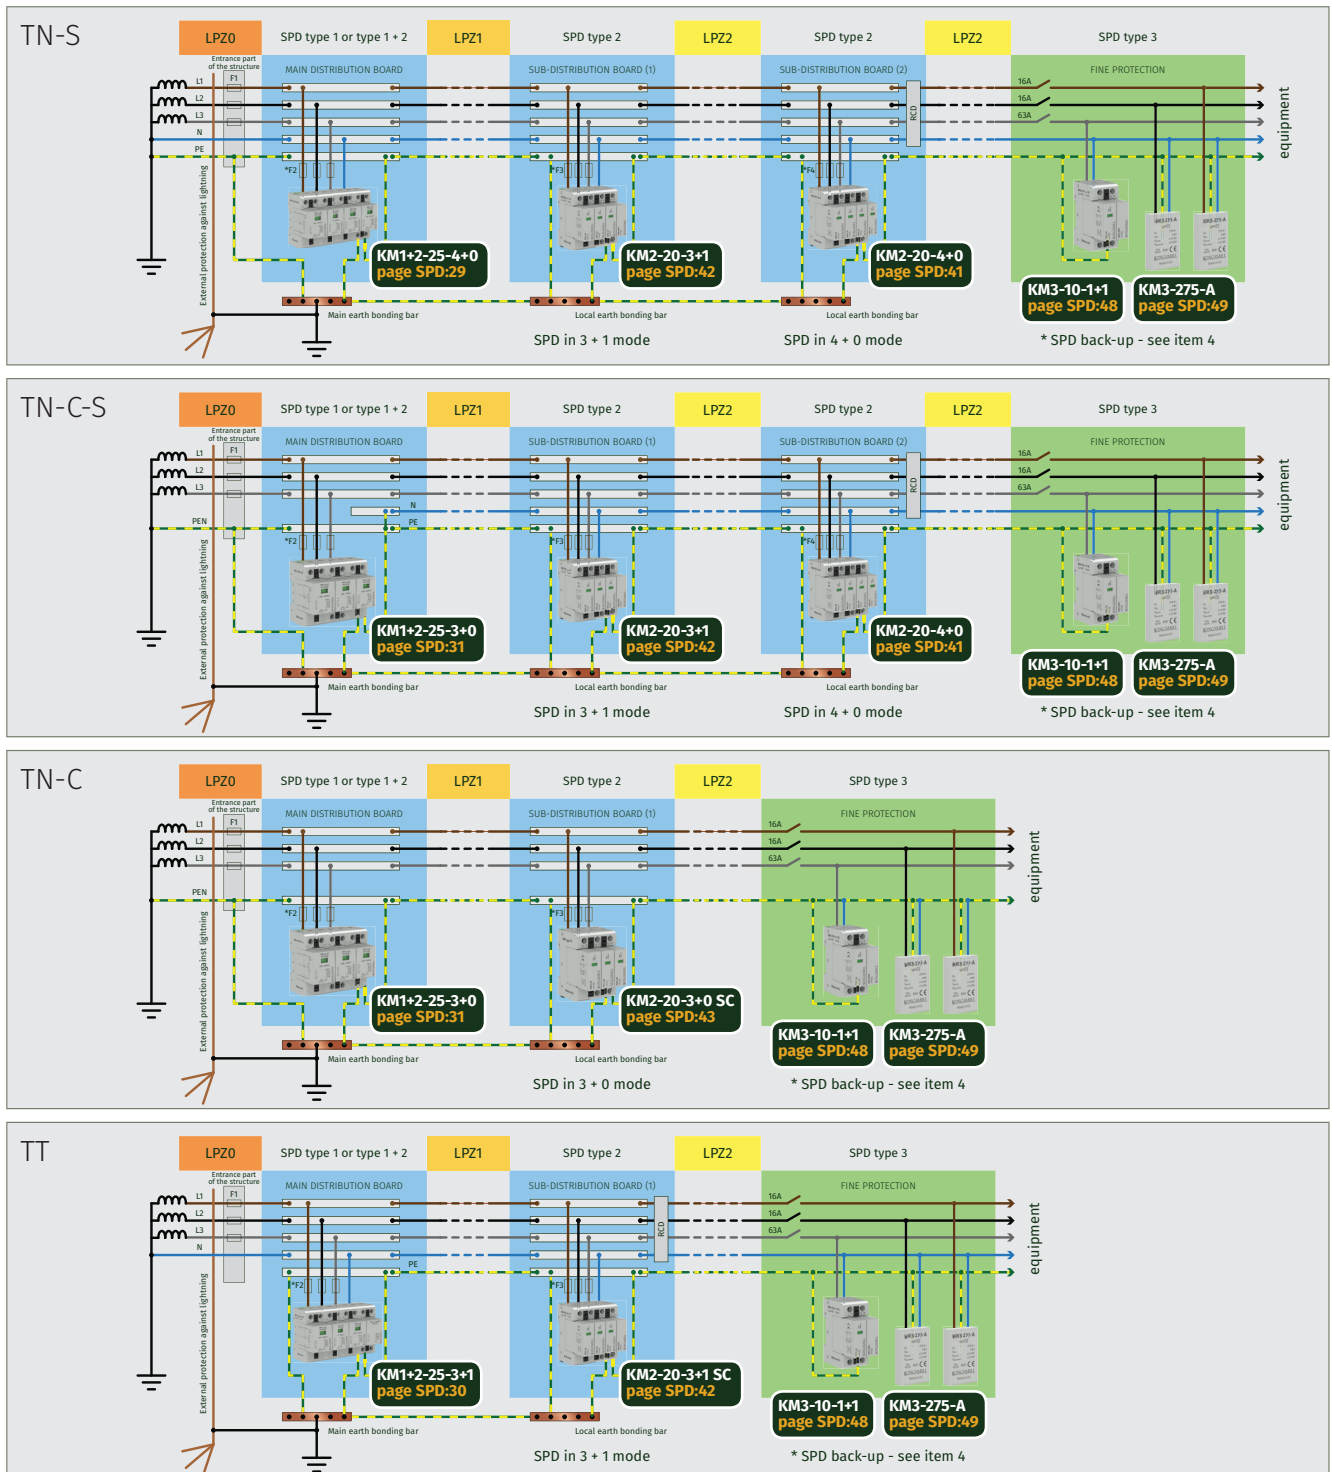 TN-S
LPZ0
SPD type 1 or type 1 + 2
LPZ1
SPD type 2
LPZ2
SPD type 2
LPZ2
SPD type 3
Entrance part
of the structure
MAIN DISTRIBUTION BOARD
SUB-DISTRIBUTION BOARD (1)
SUB-DISTRIBUTION BOARD (2)
FINE PROTECTION
L1
L2
L3
N
PE
F1
*F2
*F3
*F4
RCD
16A
16A
63A
equipment
External protection against lightning
KM1+2-25-4+0
page SPD:29
KM2-20-3+1
page SPD:42
KM2-20-4+0
page SPD:41
KM3-10-1+1
page SPD:48
KM3-275-A
page SPD:49
Main earth bonding bar
Local earth bonding bar
Local earth bonding bar
SPD in 3 + 1 mode
SPD in 4 + 0 mode
* SPD back-up - see item 4
TN-C-S
LPZ0
SPD type 1 or type 1 + 2
LPZ1
SPD type 2
LPZ2
SPD type 2
LPZ2
SPD type 3
Entrance part
of the structure
MAIN DISTRIBUTION BOARD
SUB-DISTRIBUTION BOARD (1)
SUB-DISTRIBUTION BOARD (2)
FINE PROTECTION
L1
L2
L3
PEN
F1
N
PE
*F2
*F3
*F4
RCD
16A
16A
63A
equipment
External protection against lightning
KM1+2-25-3+0
page SPD:31
KM2-20-3+1
page SPD:42
KM2-20-4+0
page SPD:41
KM3-10-1+1
page SPD:48
KM3-275-A
page SPD:49
Main earth bonding bar
Local earth bonding bar
Local earth bonding bar
SPD in 3 + 1 mode
SPD in 4 + 0 mode
* SPD back-up - see item 4
TN-C
LPZ0
SPD type 1 or type 1 + 2
LPZ1
SPD type 2
LPZ2
SPD type 3
Entrance part
of the structure
MAIN DISTRIBUTION BOARD
SUB-DISTRIBUTION BOARD (1)
FINE PROTECTION
L1
L2
L3
PEN
F1
*F2
*F3
16A
16A
63A
equipment
External protection against lightning
KM1+2-25-3+0
page SPD:31
KM2-20-3+0 SC
page SPD:43
KM3-10-1+1
page SPD:48
KM3-275-A
page SPD:49
Main earth bonding bar
Local earth bonding bar
SPD in 3 + 0 mode
* SPD back-up - see item 4
TT
LPZ0
SPD type 1 or type 1 + 2
LPZ1
SPD type 2
LPZ2
SPD type 3
Entrance part
of the structure
MAIN DISTRIBUTION BOARD
SUB-DISTRIBUTION BOARD (1)
FINE PROTECTION
L1
L2
L3
N
F1
PE
*F2
*F3
RCD
16A
16A
63A
equipment
External protection against lightning
KM1+2-25-3+1
page SPD:30
KM2-20-3+1 SC
page SPD:42
KM3-10-1+1
page SPD:48
KM3-275-A
page SPD:49
Main earth bonding bar
Local earth bonding bar
SPD in 3 + 1 mode
* SPD back-up - see item 4